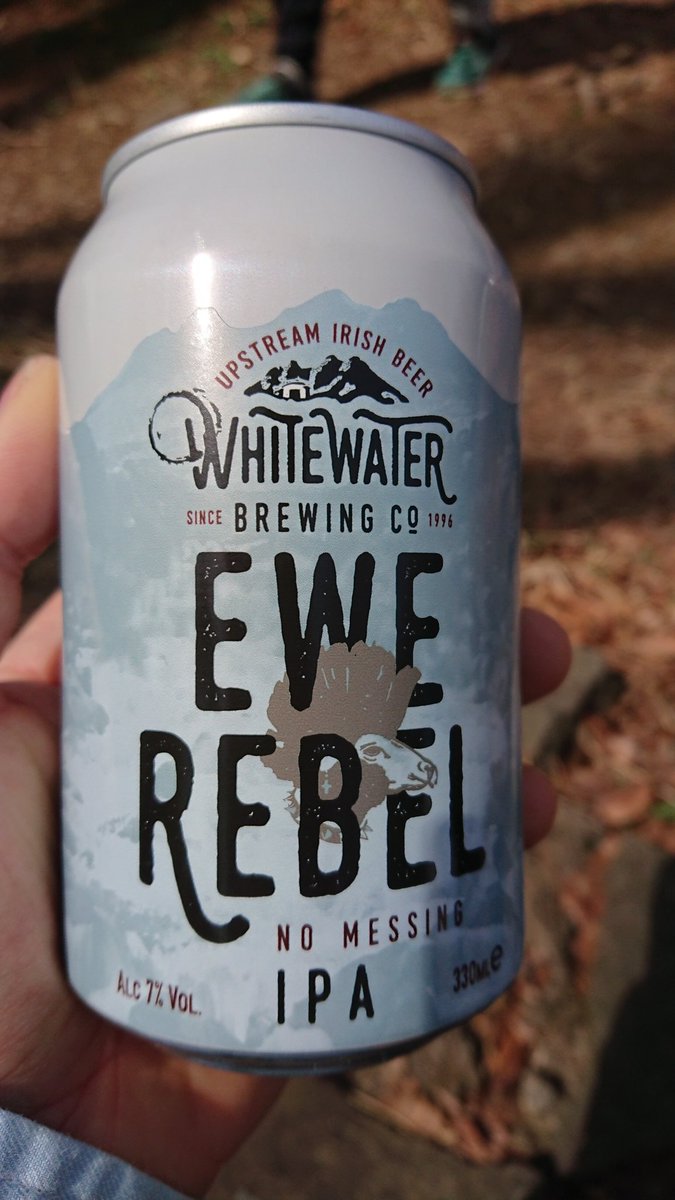 UPSTREAM IRISH BEER
WHITEWATER
SINCE BREWING CO 1996
EWE
REBEL
NO MESSING
IPA
ALC 7% VOL.
330ML e